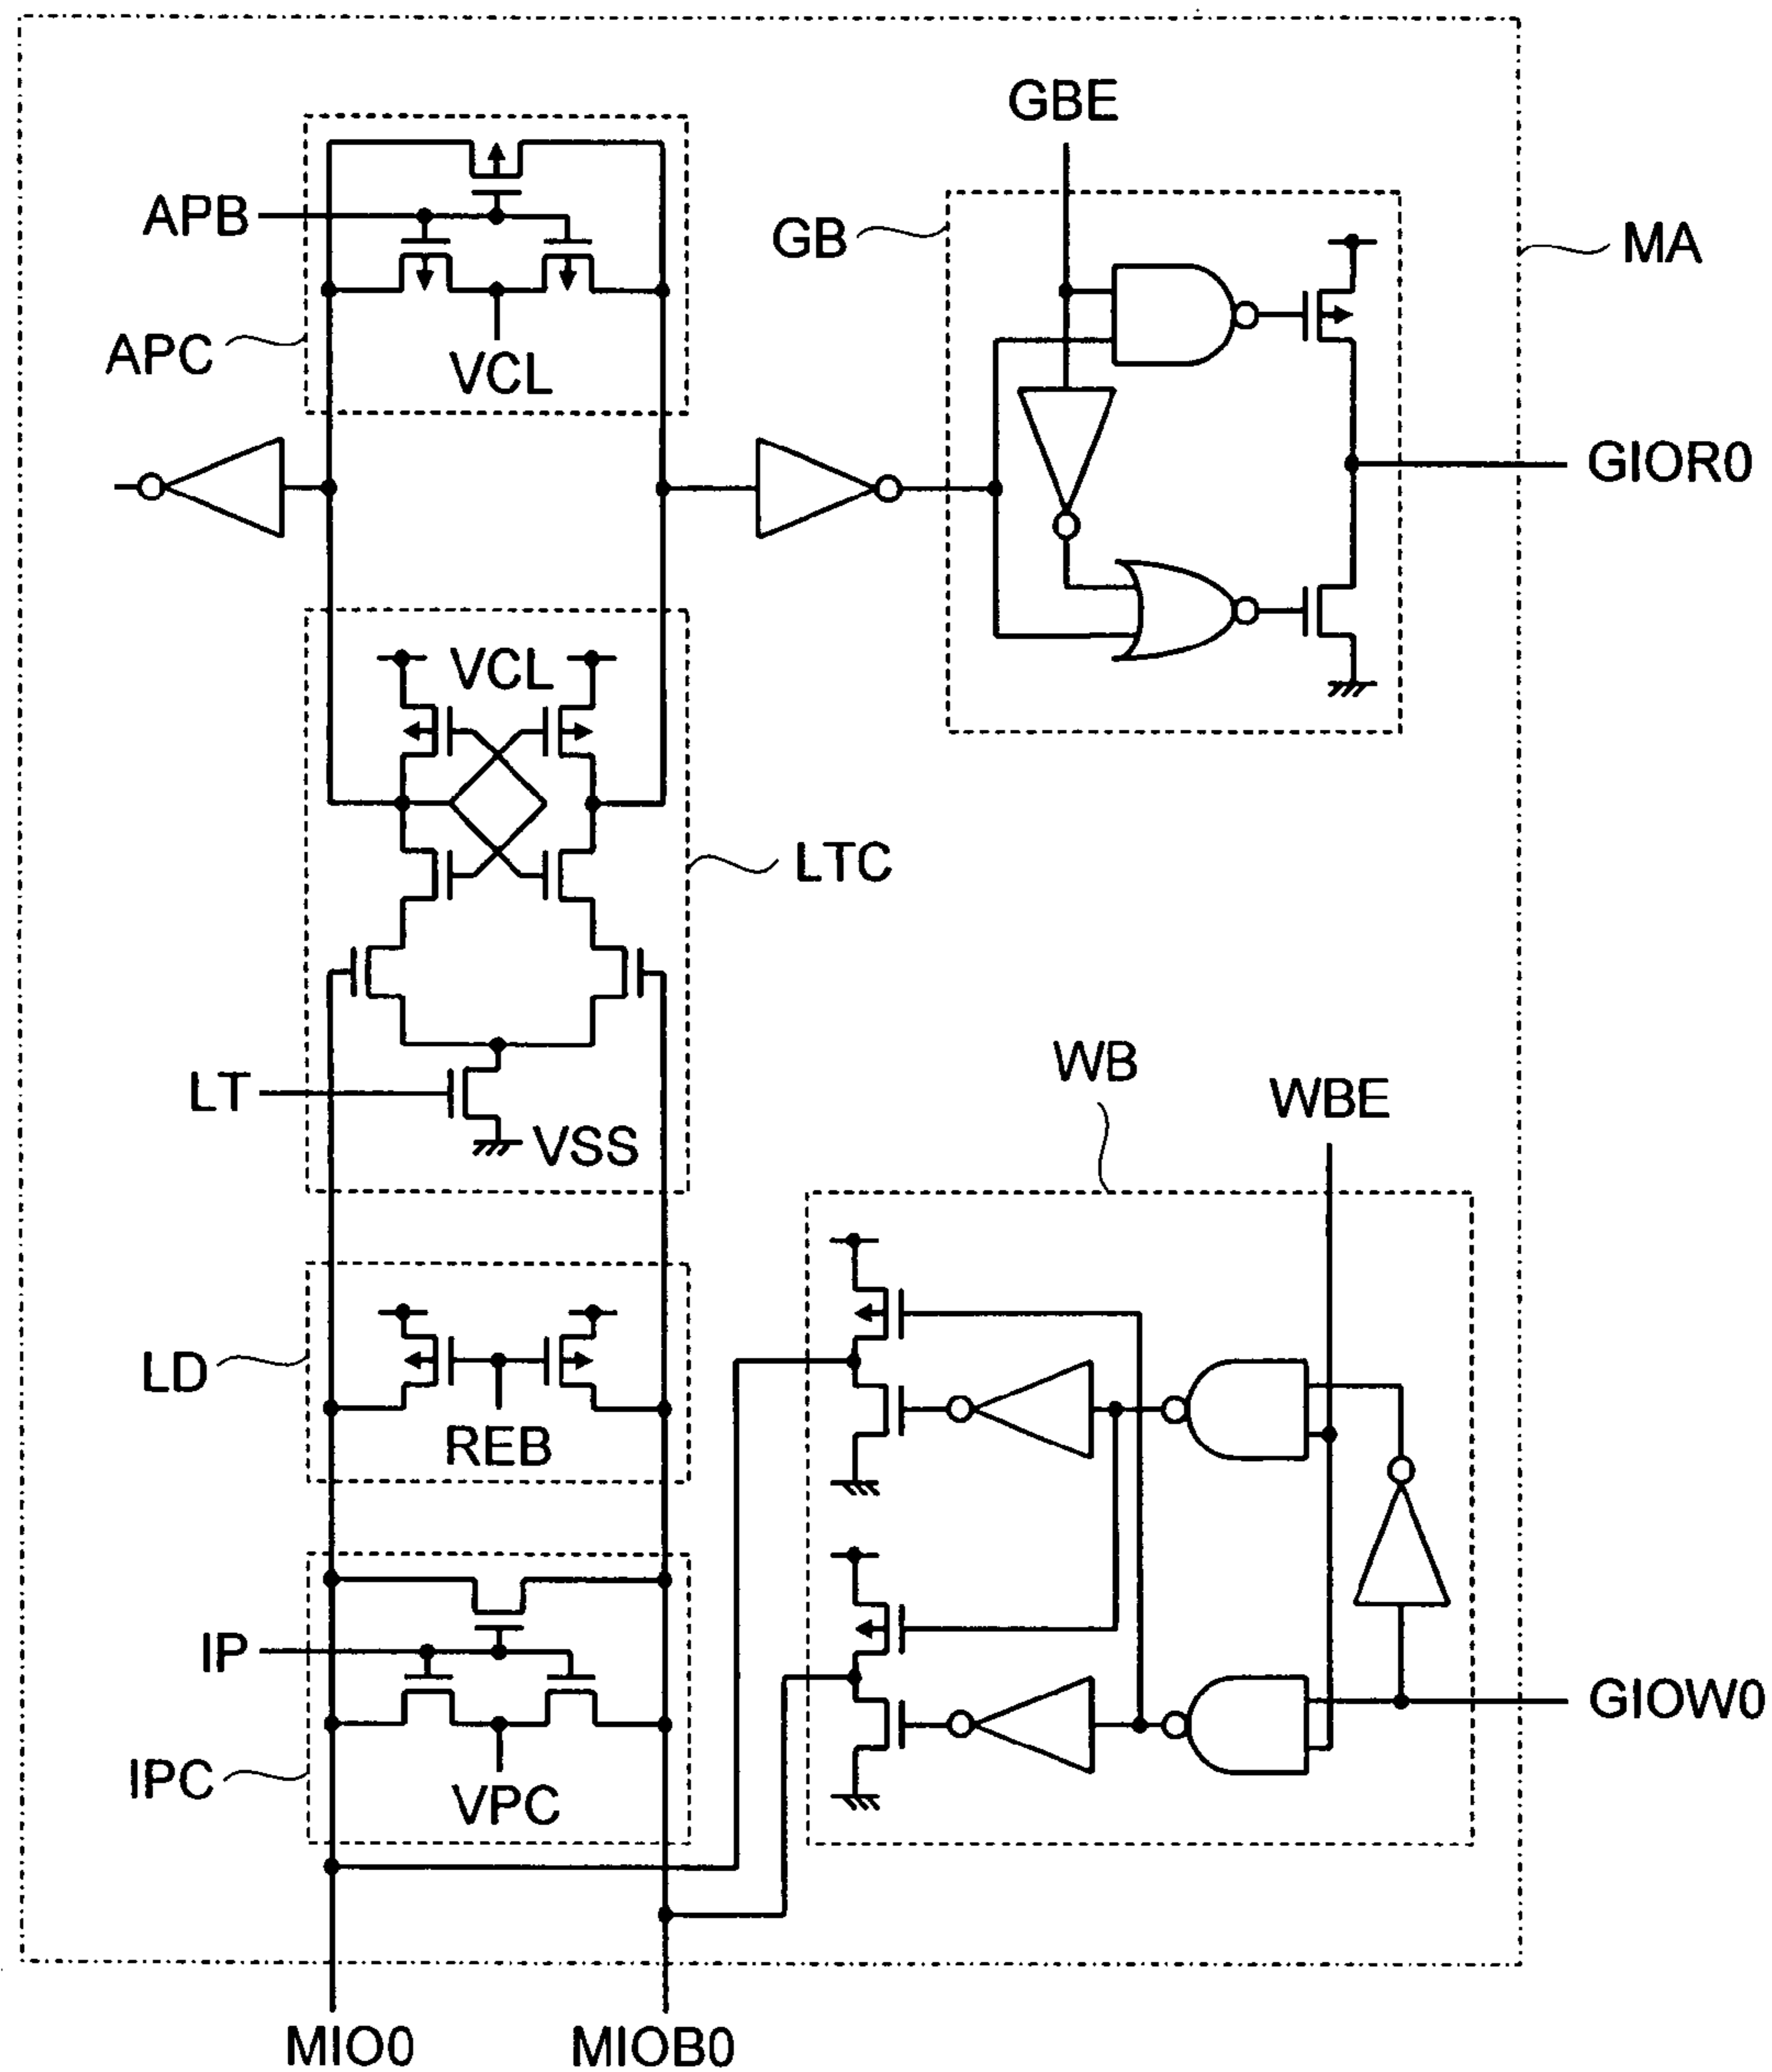 GBE
APB
GB
MA
APC
VCL
GIOR0
VCL
LTC
WB
LT
WBE
VSS
LD
REB
IP
GIOW0
IPC
VPC
MIO0
MIOB0